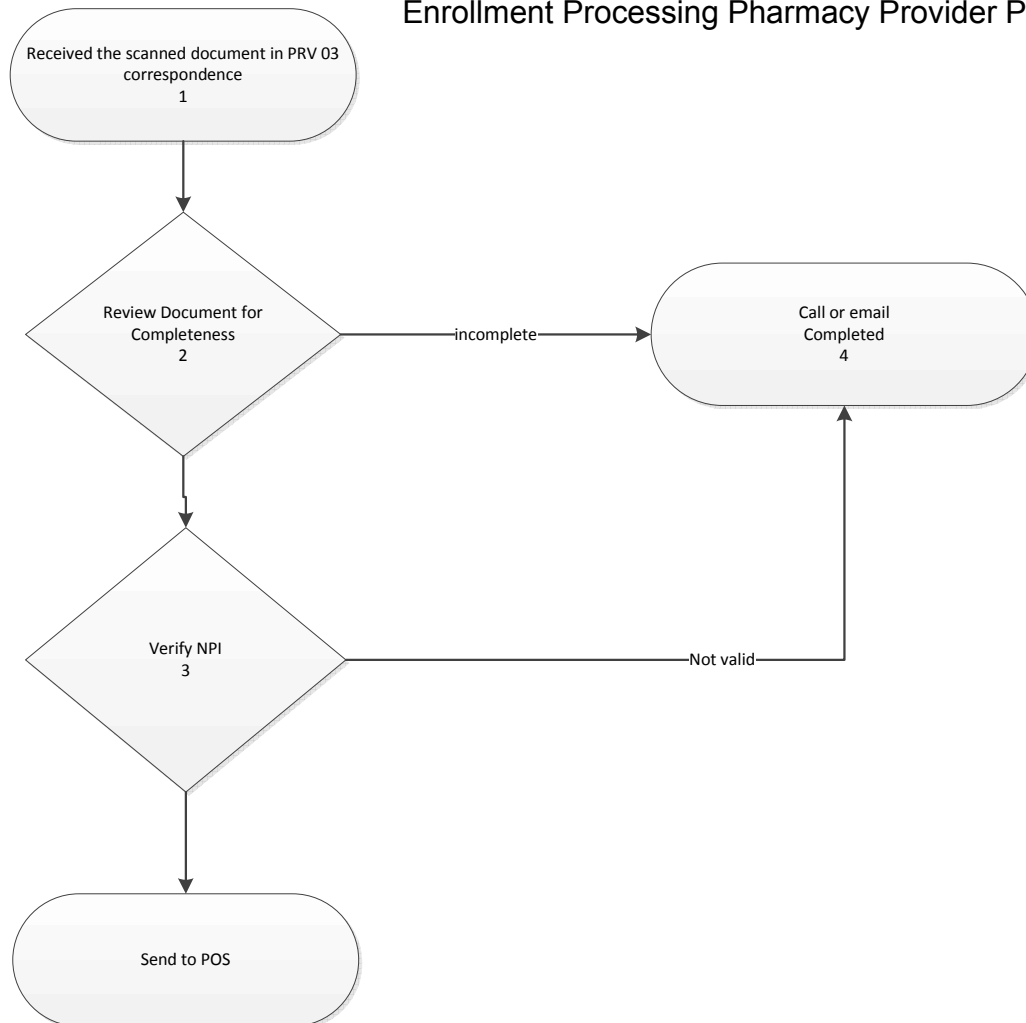 Enrollment Processing Pharmacy Provider P
Received the scanned document in PRV 03
correspondence
1
Review Document for
Completeness
2
incomplete
Call or email
Completed
4
Verify NPI
3
Not valid
Send to POS